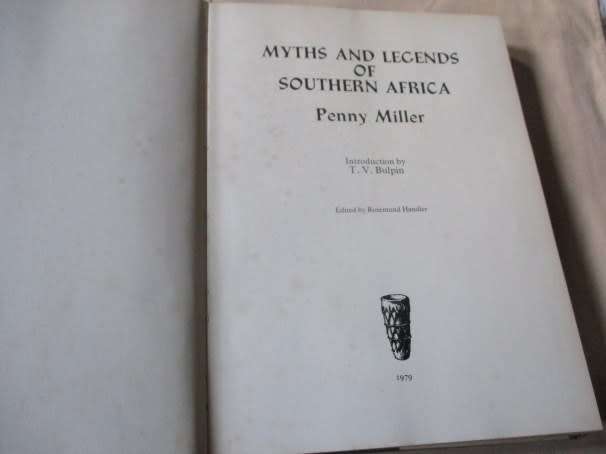 MYTHS AND LEGENDS
OF
SOUTHERN AFRICA
Penny Miller
Introduction by
T. V. Bulpin
Edited by Rosemund Handler
1979